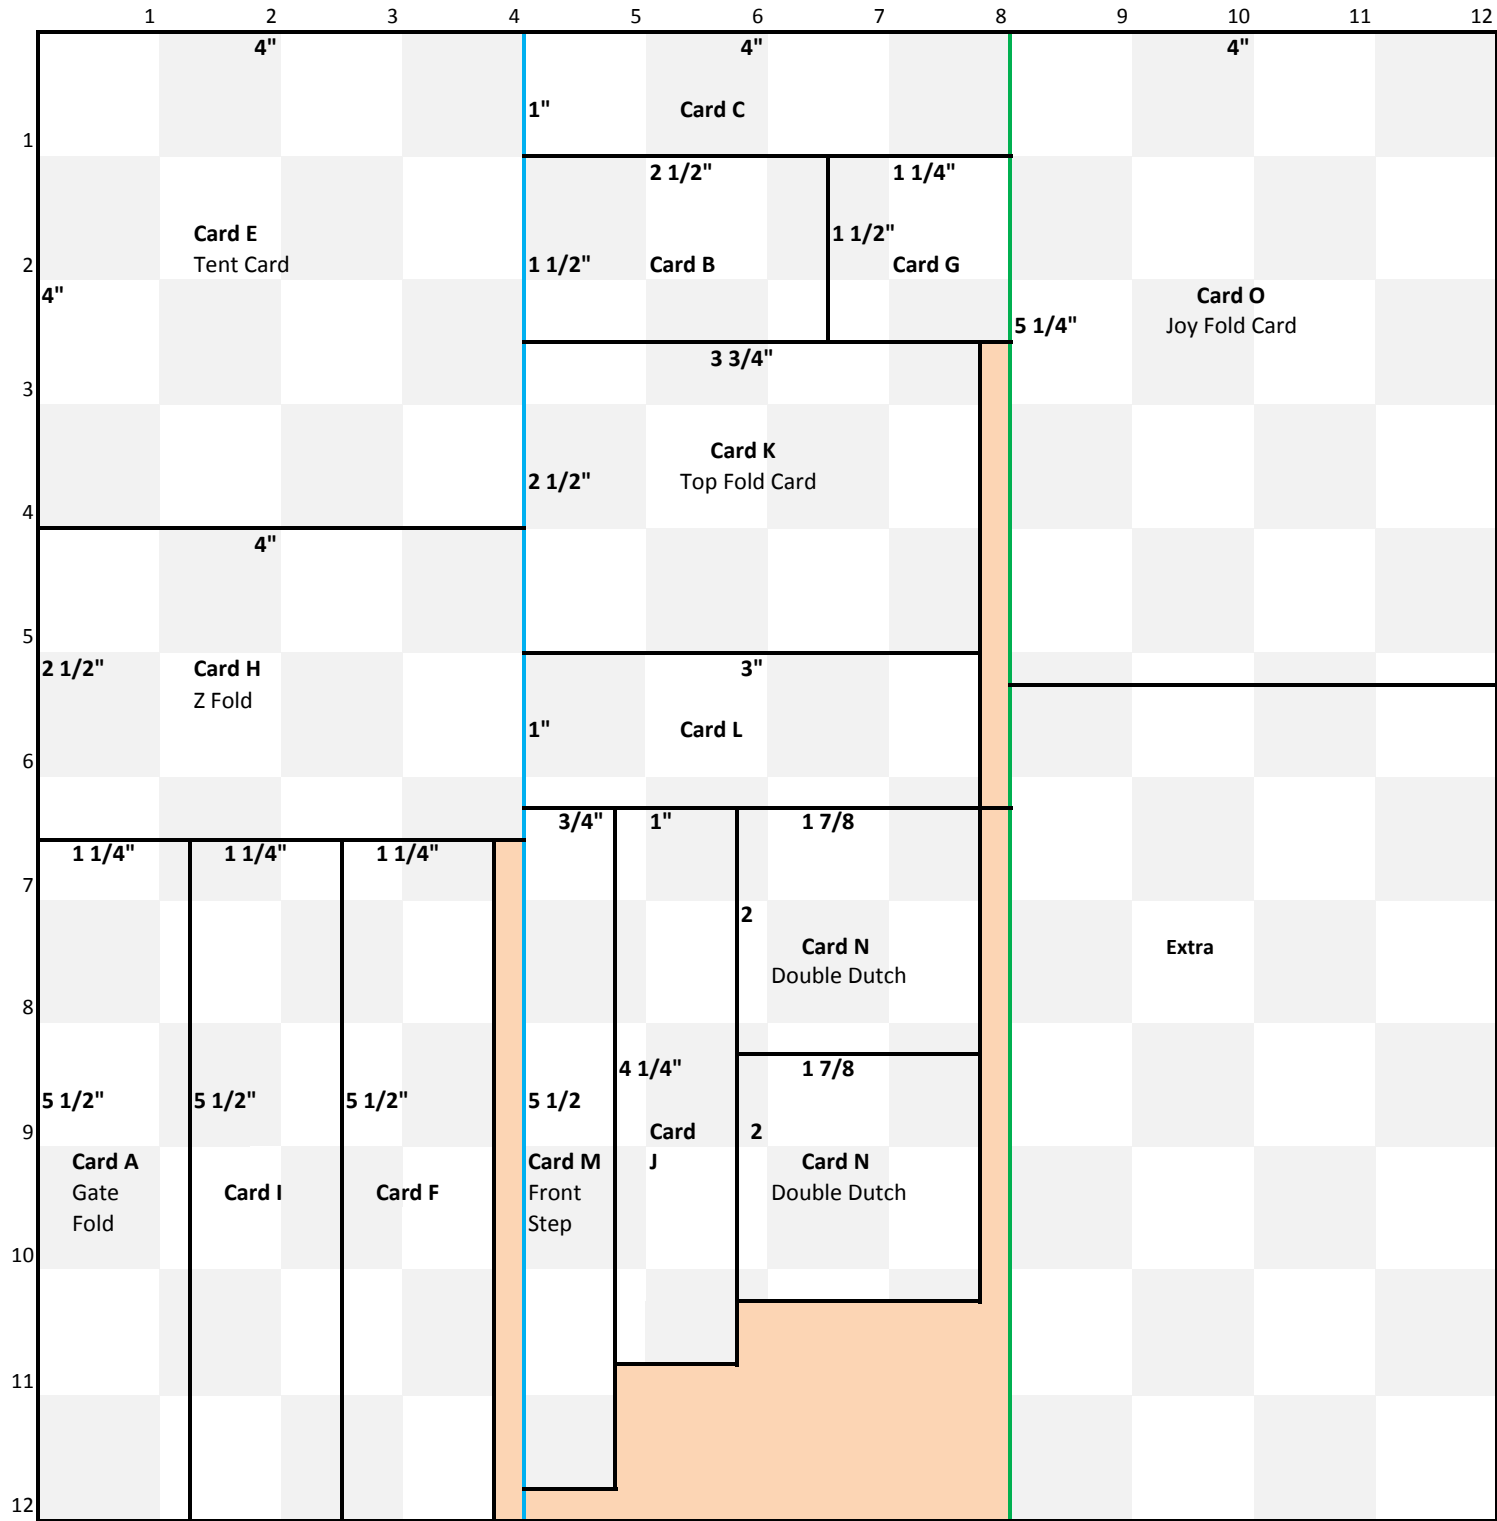 1 2 3 4 5 6 7 8 9 10 11 12
4" 4" 4"
1" Card C
1
2 1/2" 1 1/4"
Card E 1 1/2"
2 Tent Card 1 1/2" Card B Card G
4" Card O
5 1/4" Joy Fold Card
3 3/4"
3
Card K
2 1/2" Top Fold Card
4
4"
5
2 1/2" Card H 3"
Z Fold
1" Card L
6
3/4" 1" 1 7/8
1 1/4" 1 1/4" 1 1/4"
7
2
Card N Extra
Double Dutch
8
4 1/4" 1 7/8
5 1/2" 5 1/2" 5 1/2" 5 1/2
9 Card 2
Card A Card M J Card N
Gate Card I Card F Front Double Dutch
Fold Step
10
11
12